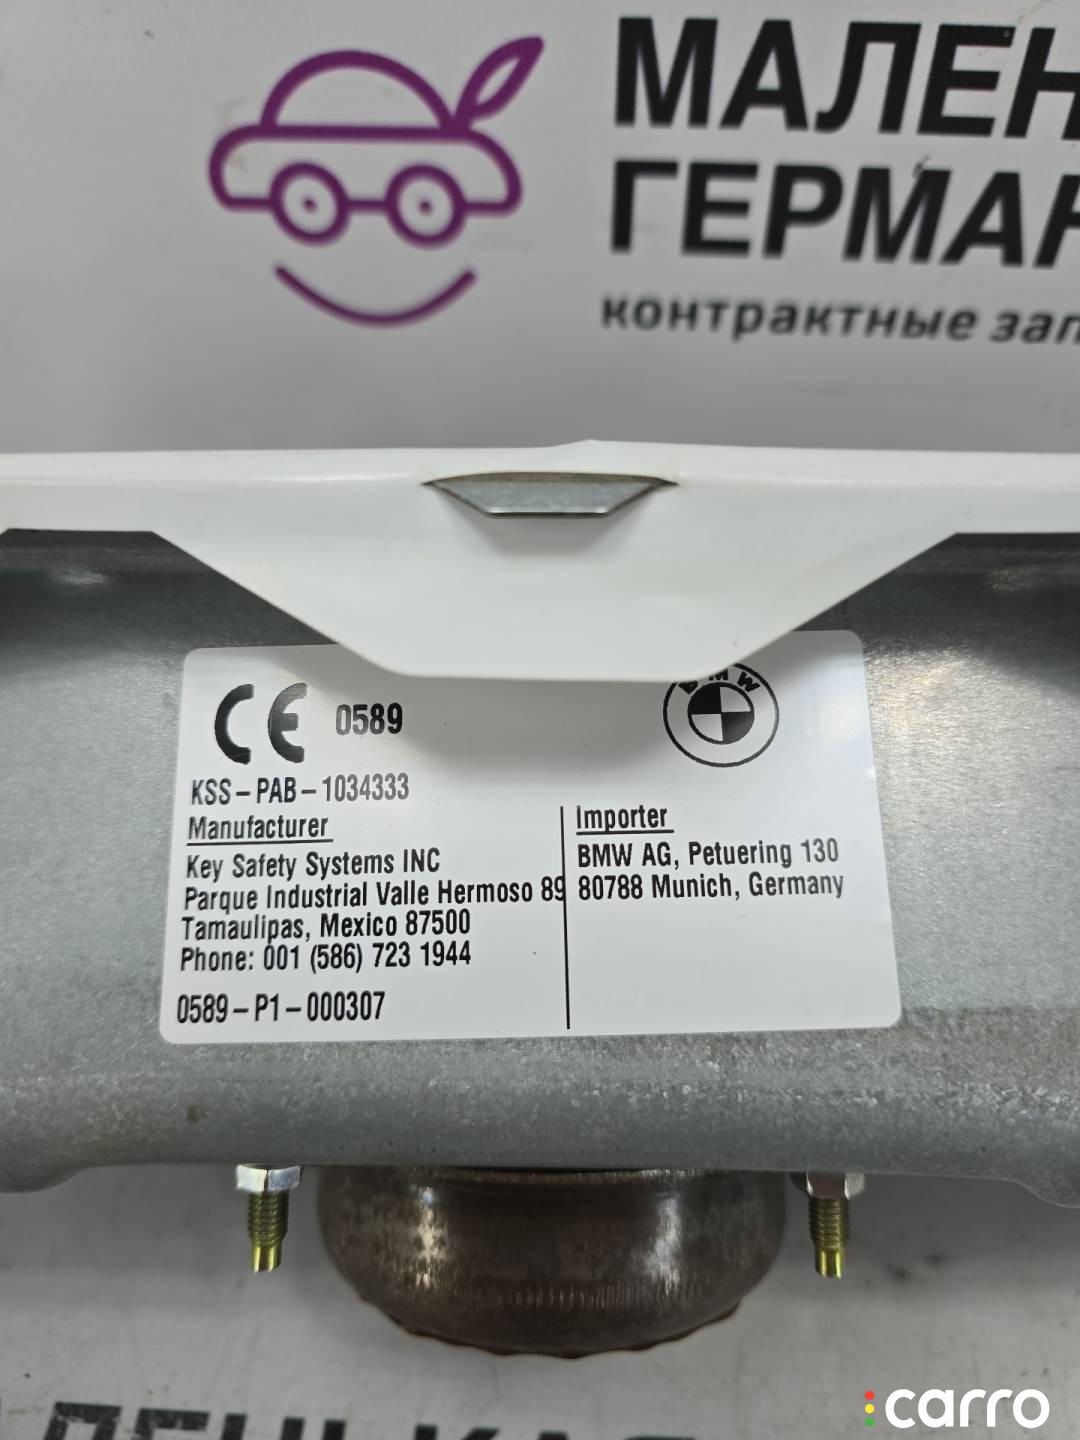 МАЛЕН
ГЕРМАН
контрактные зап
CE 0589
BMW
KSS-PAB-1034333
Manufacturer
Key Safety Systems INC
Parque Industrial Valle Hermoso 89
Tamaulipas, Mexico 87500
Phone: 001 (586) 723 1944
0589-P1-000307
Importer
BMW AG, Petuering 130
80788 Munich, Germany
carro